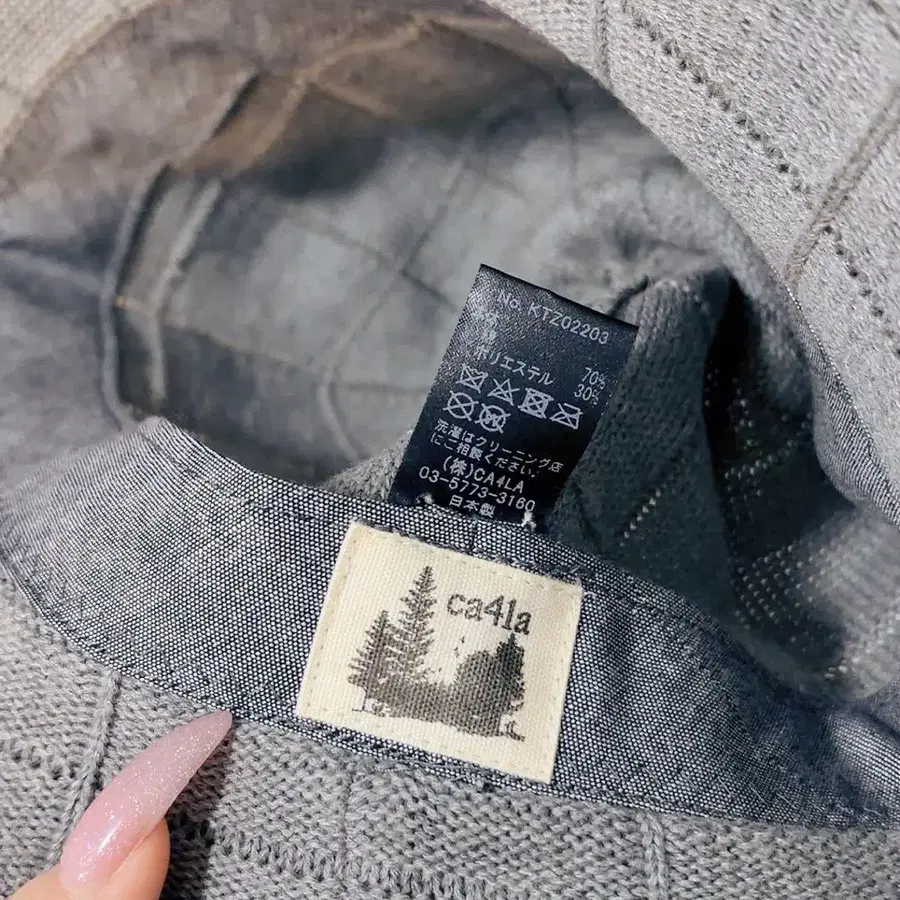 No. KTZ02203
綿 70%
ポリエステル 30%
洗濯はクリーニング店
にご相談ください。
(株)CA4LA
03-5773-3160
日本製
ca4la